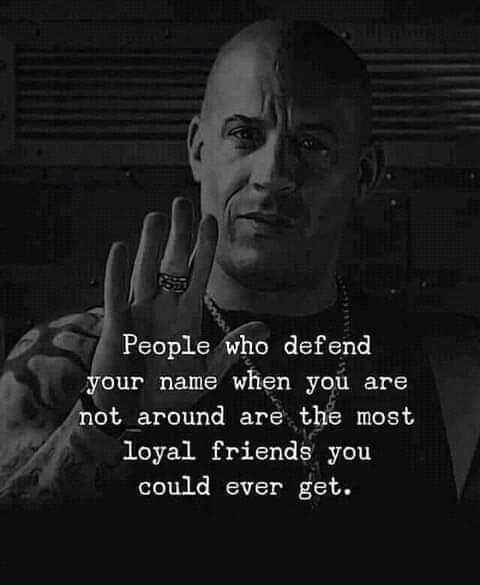 People who defend
your name when you are
not around are the most
loyal friends you
could ever get.